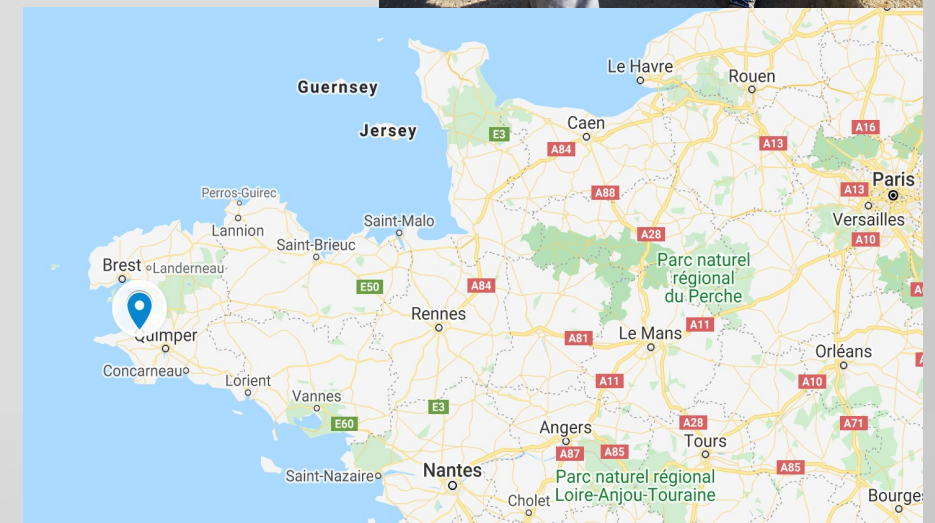 Le Havre
Rouen
Guernsey
Jersey
Caen
E3
A84
A16
A13
Paris
A13
Versailles
A10
A88
A28
Perros-Guirec
Lannion
Saint-Malo
Saint-Brieuc
Brest
Landerneau
E50
A84
Parc naturel
régional
du Perche
Quimper
Rennes
A81
Le Mans
A11
Orléans
Concarneau
Lorient
Vannes
E60
E3
A11
A10
A28
A71
Angers
A87
A85
Tours
A85
Saint-Nazaire
Nantes
Parc naturel régional
Loire-Anjou-Touraine
Cholet
Bourges